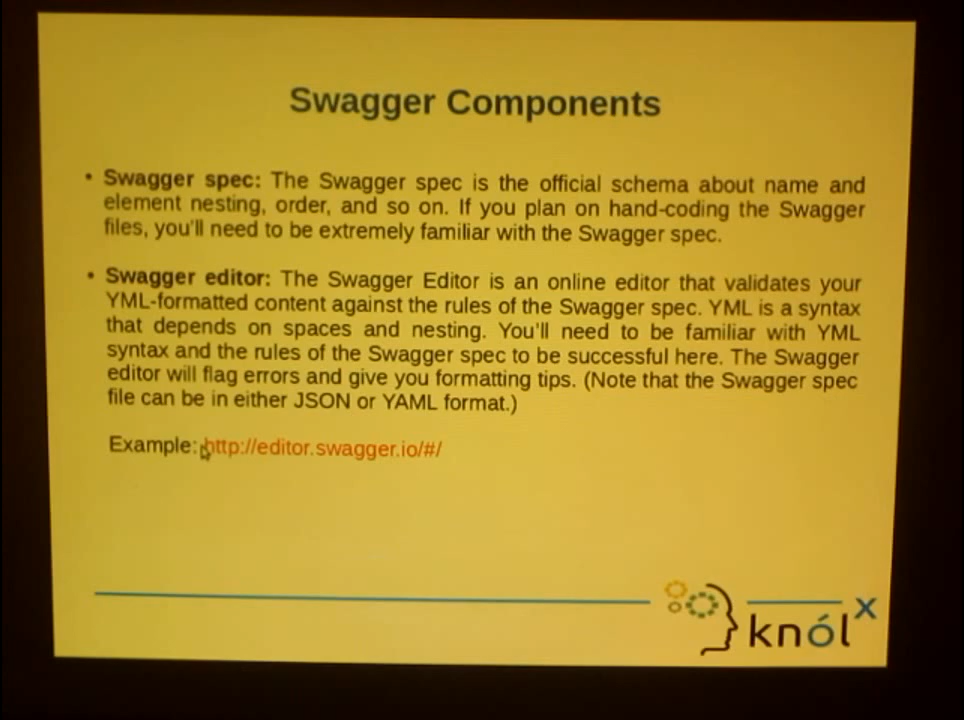 Swagger Components
• Swagger spec: The Swagger spec is the official schema about name and
element nesting, order, and so on. If you plan on hand-coding the Swagger
files, you'll need to be extremely familiar with the Swagger spec.
• Swagger editor: The Swagger Editor is an online editor that validates your
YML-formatted content against the rules of the Swagger spec. YML is a syntax
that depends on spaces and nesting. You'll need to be familiar with YML
syntax and the rules of the Swagger spec to be successful here. The Swagger
editor will flag errors and give you formatting tips. (Note that the Swagger spec
file can be in either JSON or YAML format.)
Example: http://editor.swagger.io/#/
knólx